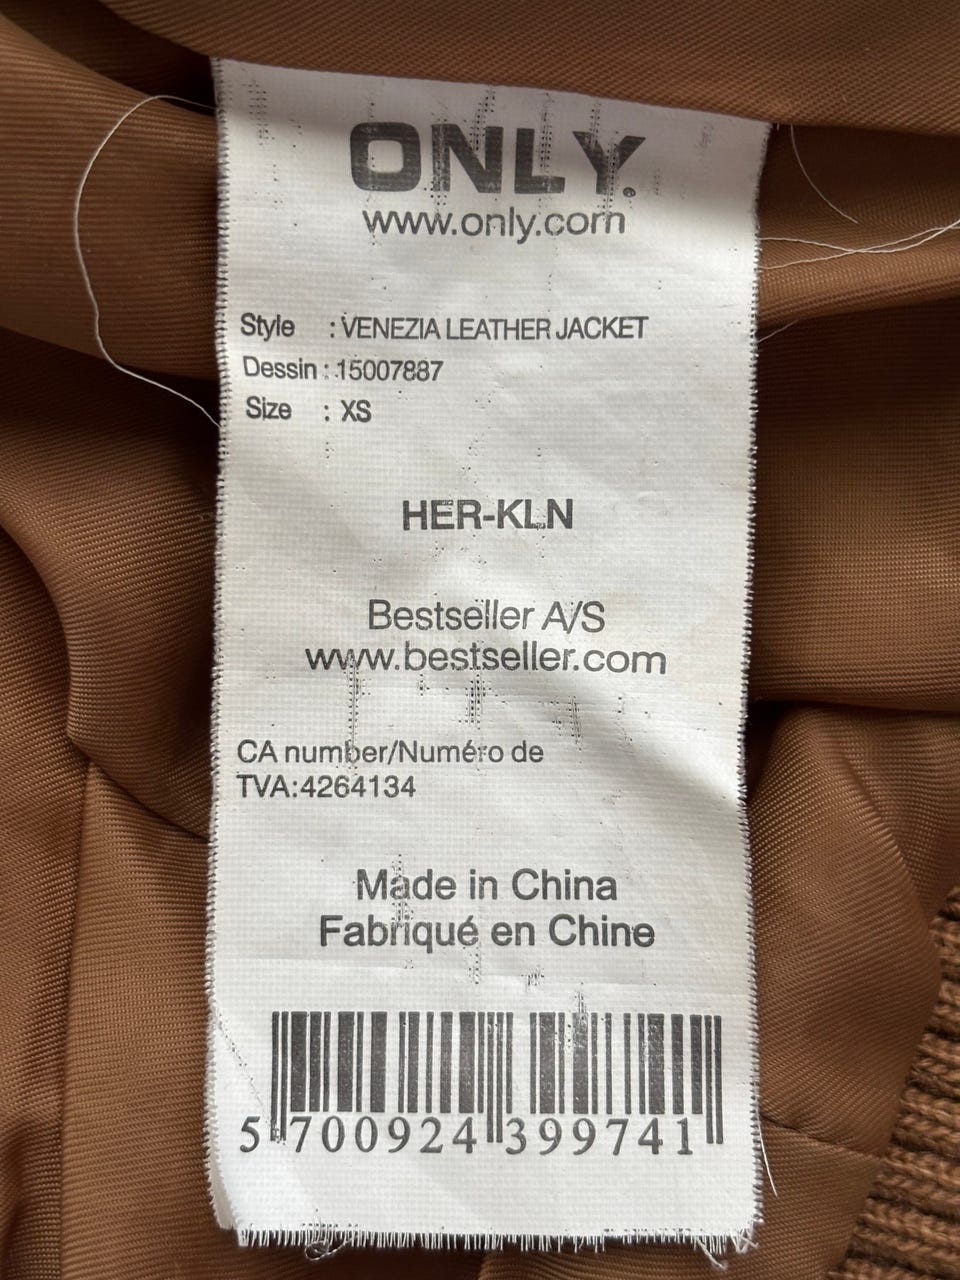 ONLY.
www.only.com
Style : VENEZIA LEATHER JACKET
Dessin : 15007887
Size : XS
HER-KLN
Bestseller A/S
www.bestseller.com
CA number/Numéro de
TVA:4264134
Made in China
Fabriqué en Chine
5 700924 399741